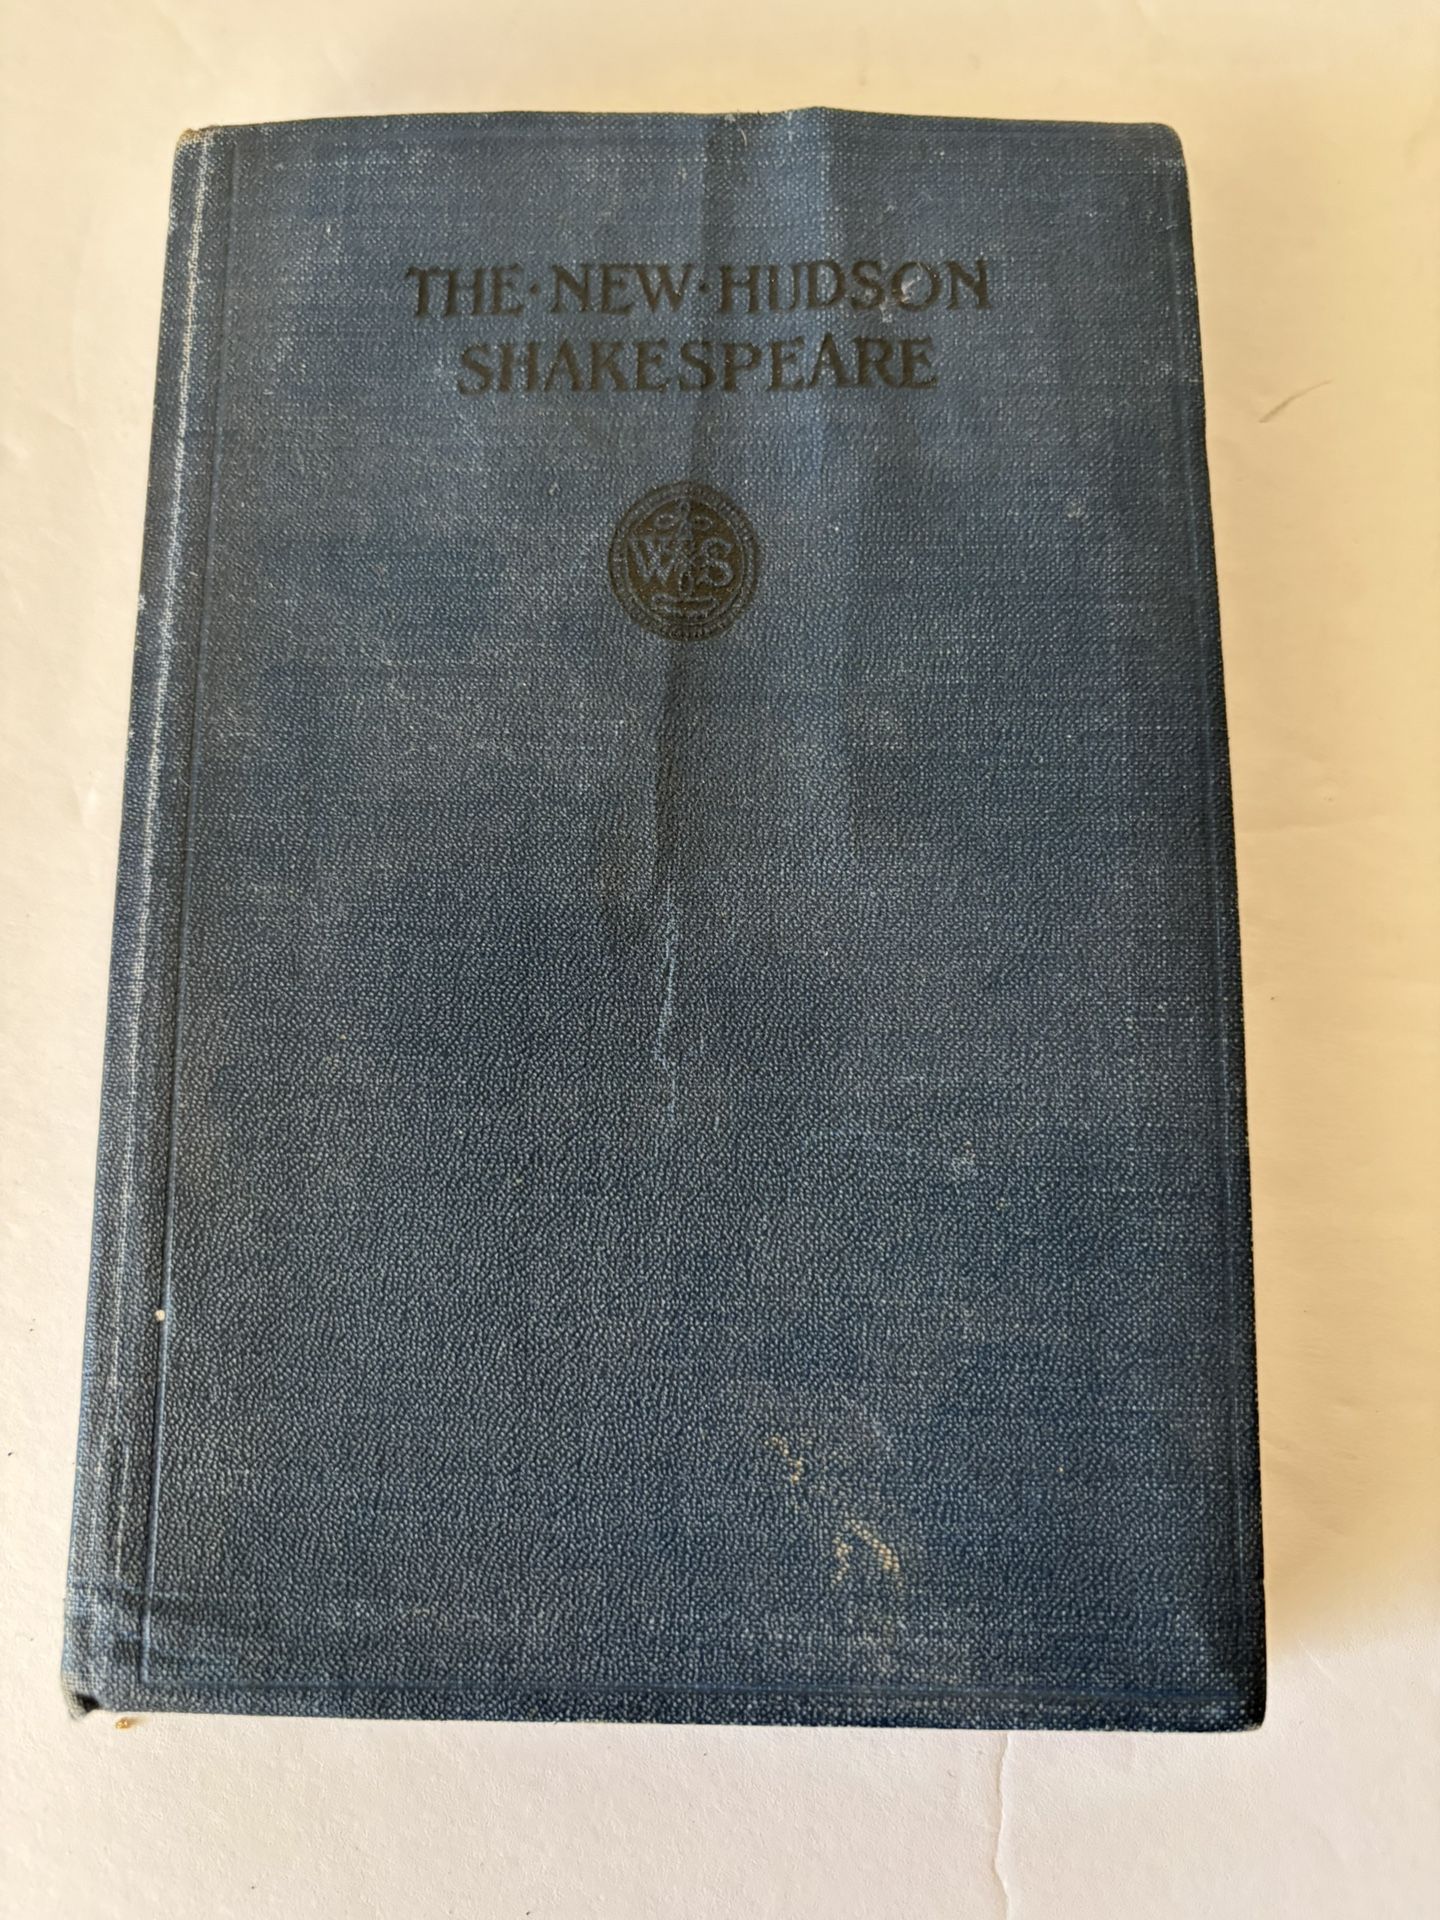 THE · NEW · HUDSON
SHAKESPEARE
W S